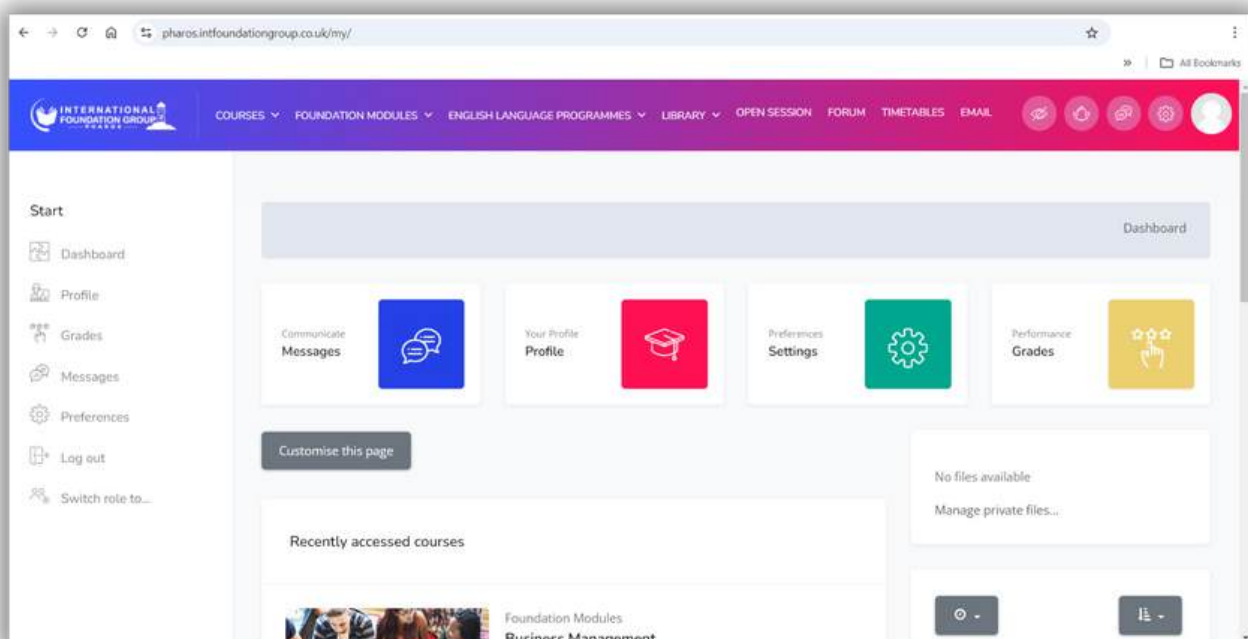 pharos.intfoundationgroup.co.uk/my/
» All Bookmarks
INTERNATIONAL
FOUNDATION GROUP
PHAROS
COURSES FOUNDATION MODULES ENGLISH LANGUAGE PROGRAMMES LIBRARY OPEN SESSION FORUM TIMETABLES EMAIL
Start
Dashboard
Profile
Grades
Messages
Preferences
Log out
Switch role to...
Dashboard
Communicate
Messages
Your Profile
Profile
Preferences
Settings
Performance
Grades
Customise this page
No files available
Manage private files...
Recently accessed courses
Foundation Modules
Business Management